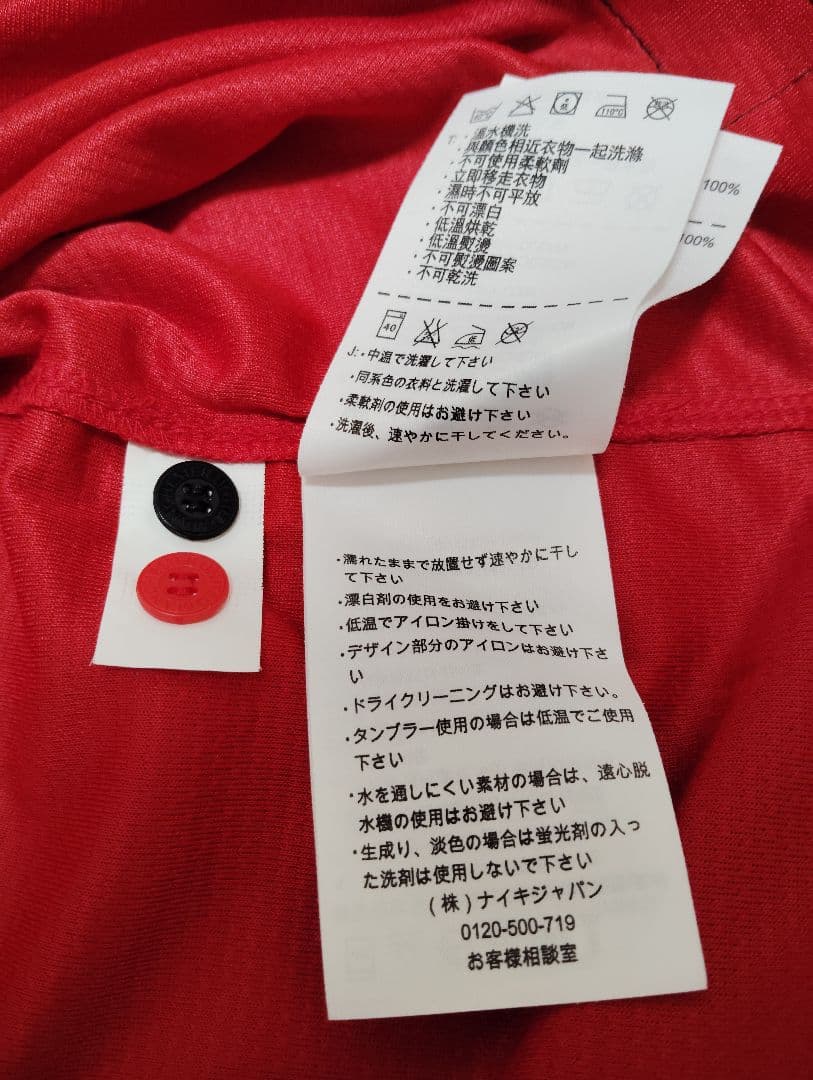 110°C
T: ·溫水機洗
·與顏色相近衣物一起洗滌
·不可使用柔軟劑
·立即移走衣物
·濕時不可平放
·不可漂白
·低溫烘乾
·低溫熨燙
·不可熨燙圖案
·不可乾洗
100%
100%
40
J: ·中温で洗濯して下さい
·同系色の衣料と洗濯して下さい
·柔軟剤の使用はお避け下さい
·洗濯後、速やかに干してください。
·濡れたままで放置せず速やかに干し
て下さい
·漂白剤の使用をお避け下さい
·低温でアイロン掛けをして下さい
·デザイン部分のアイロンはお避け下さ
い
·ドライクリーニングはお避け下さい。
·タンブラー使用の場合は低温でご使用
下さい
·水を通しにくい素材の場合は、遠心脱
水機の使用はお避け下さい
·生成り、淡色の場合は蛍光剤の入っ
た洗剤は使用しないで下さい
(株)ナイキジャパン
0120-500-719
お客様相談室